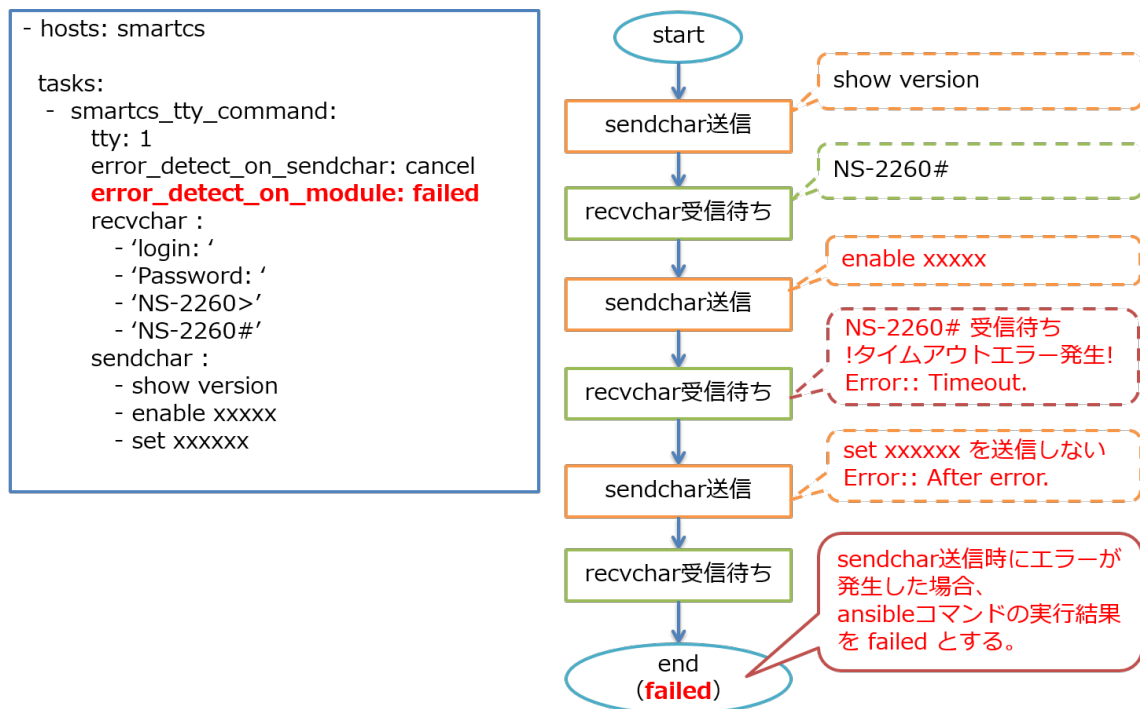 - hosts: smartcs
tasks:
- smartcs_tty_command:
tty: 1
error_detect_on_sendchar: cancel
error_detect_on_module: failed
recvchar :
- ‘login: ‘
- ‘Password: ‘
- ‘NS-2260>’
- ‘NS-2260#’
sendchar :
- show version
- enable xxxxx
- set xxxxxx
start
sendchar送信
show version
recvchar受信待ち
NS-2260#
sendchar送信
enable xxxxx
recvchar受信待ち
NS-2260# 受信待ち
!タイムアウトエラー発生!
Error:: Timeout.
sendchar送信
set xxxxxx を送信しない
Error:: After error.
recvchar受信待ち
sendchar送信時にエラーが
発生した場合、
ansibleコマンドの実行結果
を failed とする。
end
（failed）